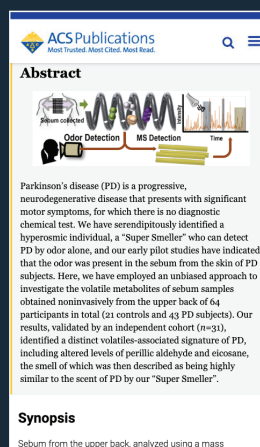 ACS Publications
Most Trusted. Most Cited. Most Read.
Abstract
Sebum collected
Odor Detection
MS Detection
Intensity
Time
Parkinson's disease (PD) is a progressive,
neurodegenerative disease that presents with significant
motor symptoms, for which there is no diagnostic
chemical test. We have serendipitously identified a
hyperosmic individual, a “Super Smeller” who can detect
PD by odor alone, and our early pilot studies have indicated
that the odor was present in the sebum from the skin of PD
subjects. Here, we have employed an unbiased approach to
investigate the volatile metabolites of sebum samples
obtained noninvasively from the upper back of 64
participants in total (21 controls and 43 PD subjects). Our
results, validated by an independent cohort (n=31),
identified a distinct volatiles-associated signature of PD,
including altered levels of perillic aldehyde and eicosane,
the smell of which was then described as being highly
similar to the scent of PD by our “Super Smeller”.
Synopsis
Sebum from the upper back, analyzed using a mass